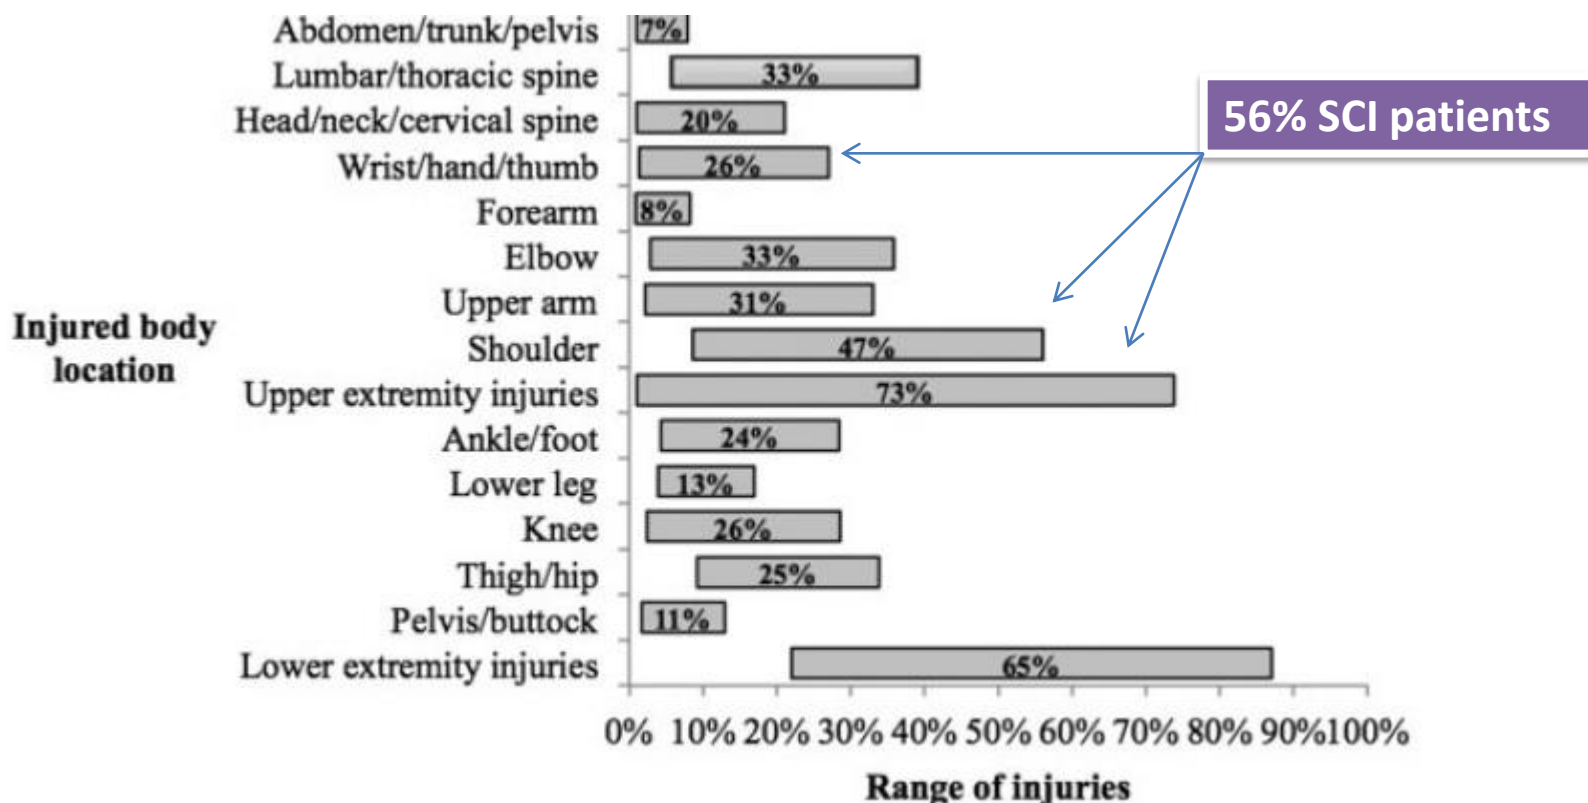 Abdomen/trunk/pelvis 7%
Lumbar/thoracic spine 33%
56% SCI patients
Head/neck/cervical spine 20%
Wrist/hand/thumb 26%
Forearm 8%
Elbow 33%
Upper arm 31%
Injured body
location
Shoulder 47%
Upper extremity injuries 73%
Ankle/foot 24%
Lower leg 13%
Knee 26%
Thigh/hip 25%
Pelvis/buttock 11%
Lower extremity injuries 65%
0% 10% 20% 30% 40% 50% 60% 70% 80% 90% 100%
Range of injuries